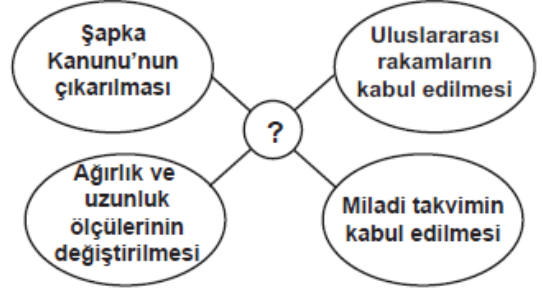 Şapka
Kanunu'nun
çıkarılması
Uluslararası
rakamların
kabul edilmesi
?
Ağırlık ve
uzunluk
ölçülerinin
değiştirilmesi
Miladi takvimin
kabul edilmesi